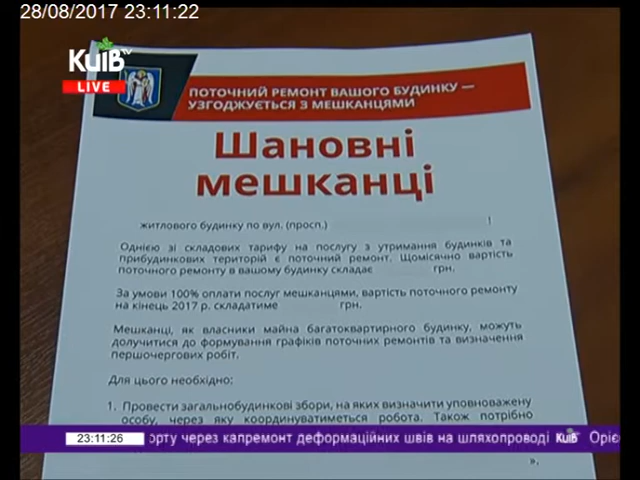 28/08/2017 23:11:22
КИЇВ TV
LIVE
ПОТОЧНИЙ РЕМОНТ ВАШОГО БУДИНКУ —
УЗГОДЖУЄТЬСЯ З МЕШКАНЦЯМИ
Шановні
мешканці
житлового будинку по вул. (просп.) !
Однією зі складових тарифу на послугу з утримання будинків та
прибудинкових територій є поточний ремонт. Щомісячно вартість
поточного ремонту в вашому будинку складає грн.
За умови 100% оплати послуг мешканцями, вартість поточного ремонту
на кінець 2017 р. складатиме грн.
Мешканці, як власники майна багатоквартирного будинку, можуть
долучитися до формування графіків поточних ремонтів та визначення
першочергових робіт.
Для цього необхідно:
1. Провести загальнобудинкові збори, на яких визначити уповноважену
особу, через яку координуватиметься робота. Також потрібно
23:11:26 орту через капремонт деформаційних швів на шляхопроводі КИЇВ Оріє
».